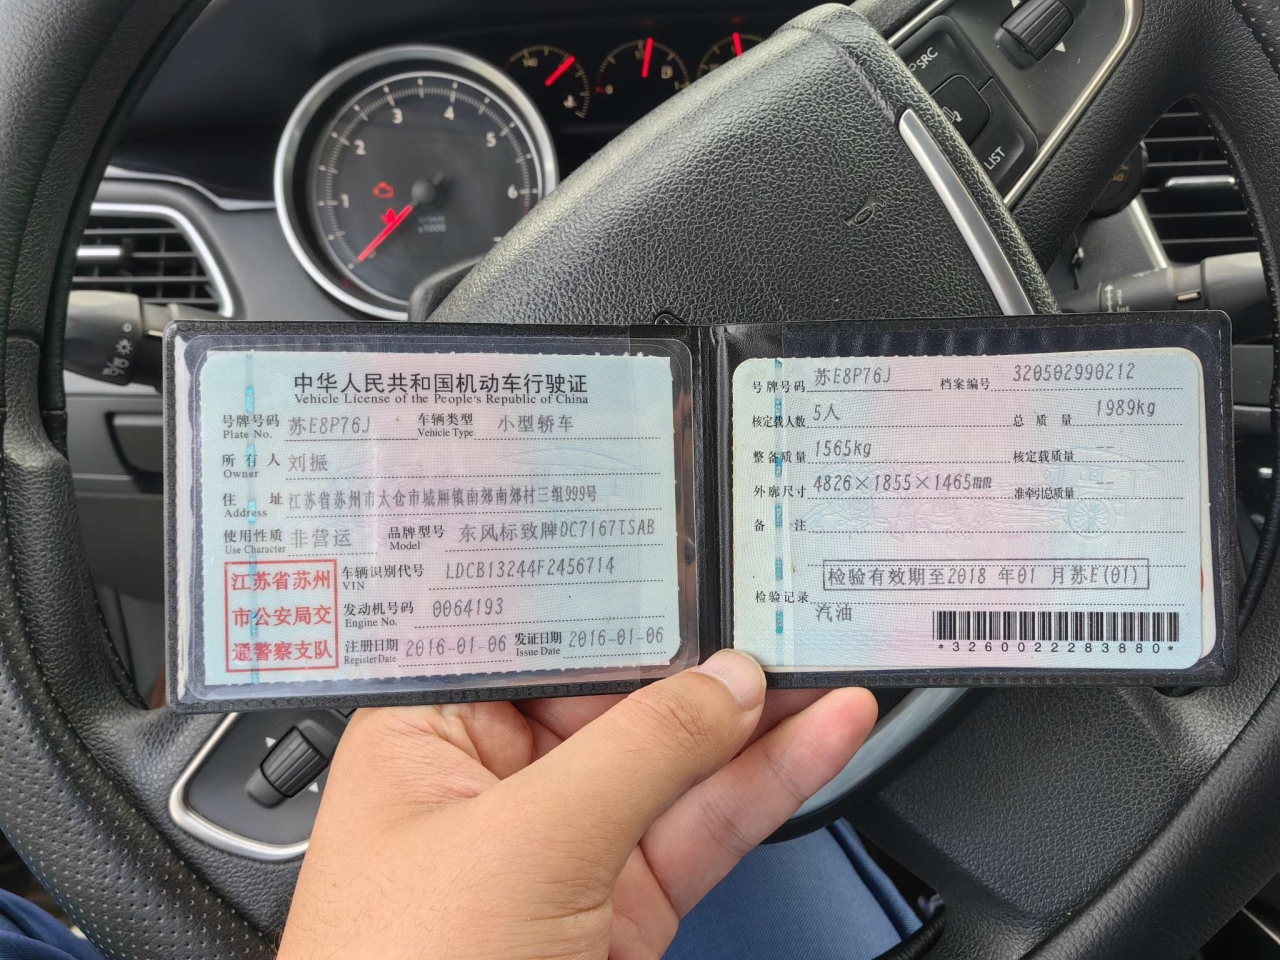 SRC
LIST
1
2
3
4
5
6
x1000
中华人民共和国机动车行驶证
Vehicle License of the People's Republic of China
号牌号码 苏E8P76J 车辆类型 小型轿车
Plate No. Vehicle Type
所有人 刘振
Owner
住址 江苏省苏州市太仓市城厢镇南郊南郊村三组999号
Address
使用性质 非营运 品牌型号 东风标致牌DC7167TSAB
Use Character Model
江苏省苏州
市公安局交
通警察支队
车辆识别代号 LDCB13244F2456714
VIN
发动机号码 0064193
Engine No.
注册日期 2016-01-06 发证日期 2016-01-06
Register Date Issue Date
号牌号码 苏E8P76J 档案编号 320502990212
核定载人数 5人 总质量 1989kg
整备质量 1565kg 核定载质量 --
外廓尺寸 4826×1855×1465mm 准牵引总质量 --
备注
检验有效期至2018年01月苏E(01)
检验记录
汽油
*3260022283880*